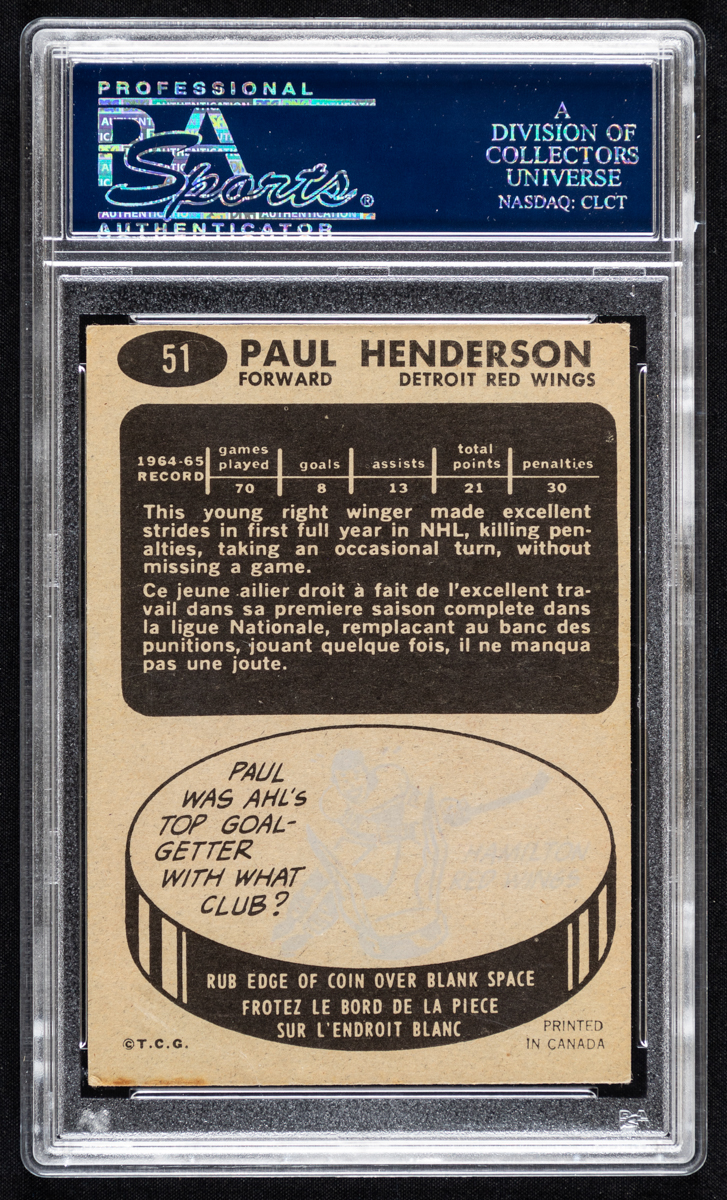 PROFESSIONAL
PSA
Sports®
AUTHENTICATOR
A
DIVISION OF
COLLECTORS
UNIVERSE
NASDAQ: CLCT
51
PAUL HENDERSON
FORWARD DETROIT RED WINGS
1964-65 RECORD games played goals assists total points penalties
70 8 13 21 30
This young right winger made excellent
strides in first full year in NHL, killing pen-
alties, taking an occasional turn, without
missing a game.
Ce jeune ailier droit à fait de l'excellent tra-
vail dans sa premiere saison complete dans
la ligue Nationale, remplacant au banc des
punitions, jouant quelque fois, il ne manqua
pas une joute.
PAUL
WAS AHL'S
TOP GOAL-
GETTER
WITH WHAT
CLUB?
RUB EDGE OF COIN OVER BLANK SPACE
FROTEZ LE BORD DE LA PIECE
SUR L'ENDROIT BLANC
©T.C.G.
PRINTED
IN CANADA